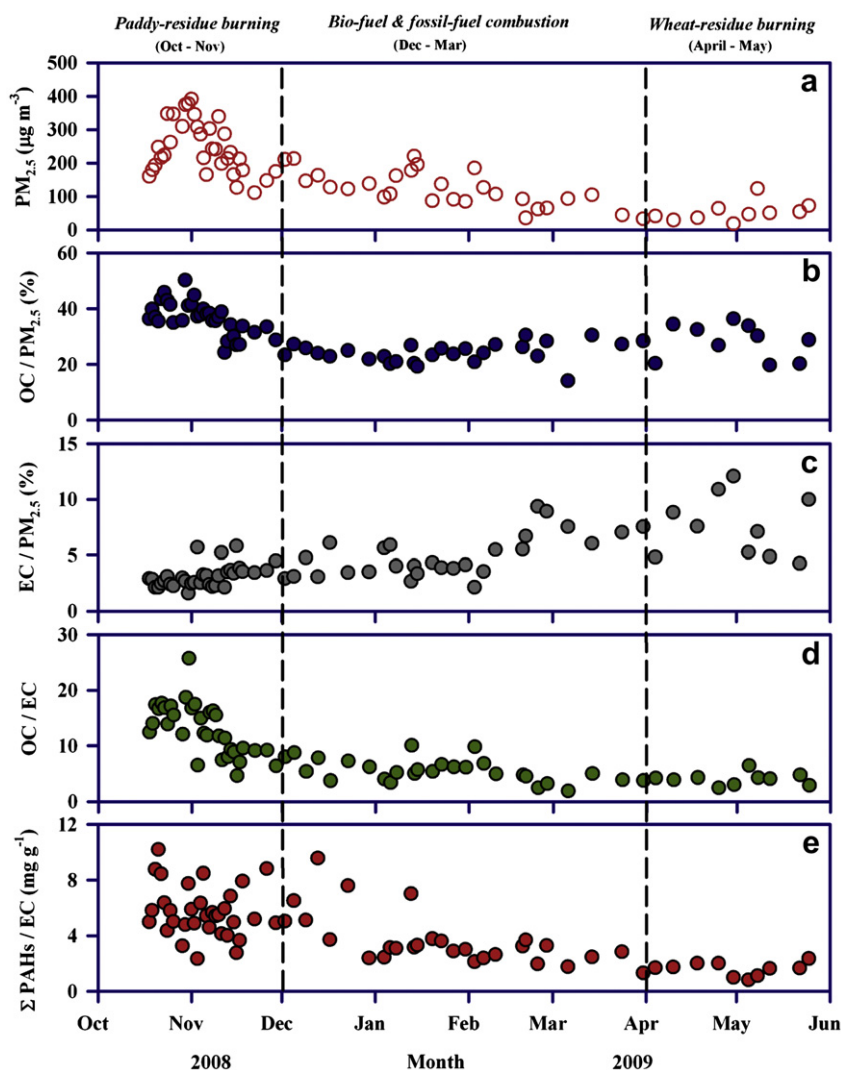 Paddy-residue burning Bio-fuel & fossil-fuel combustion Wheat-residue burning
(Oct - Nov) (Dec - Mar) (April - May)
a
500
400
300
200
100
0
PM2.5 (µg m-3)
b
60
40
20
0
OC / PM2.5 (%)
c
15
10
5
0
EC / PM2.5 (%)
d
30
20
10
0
OC / EC
e
12
8
4
0
Σ PAHs / EC (mg g-1)
Oct Nov Dec Jan Feb Mar Apr May Jun
2008 Month 2009